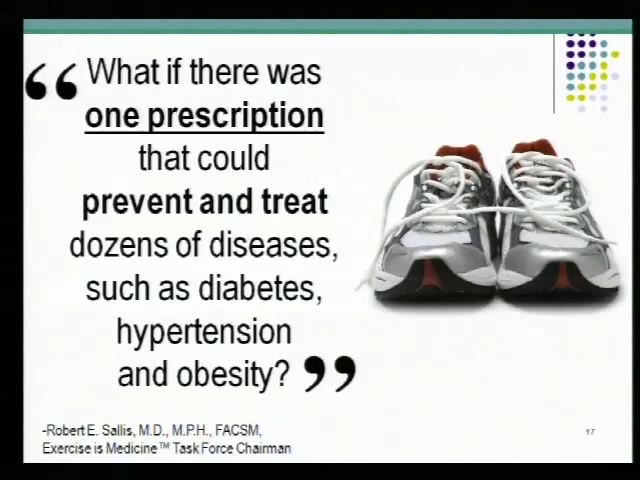 “ What if there was
one prescription
that could
prevent and treat
dozens of diseases,
such as diabetes,
hypertension
and obesity? ”
-Robert E. Sallis, M.D., M.P.H., FACSM,
Exercise is Medicine™ Task Force Chairman
17